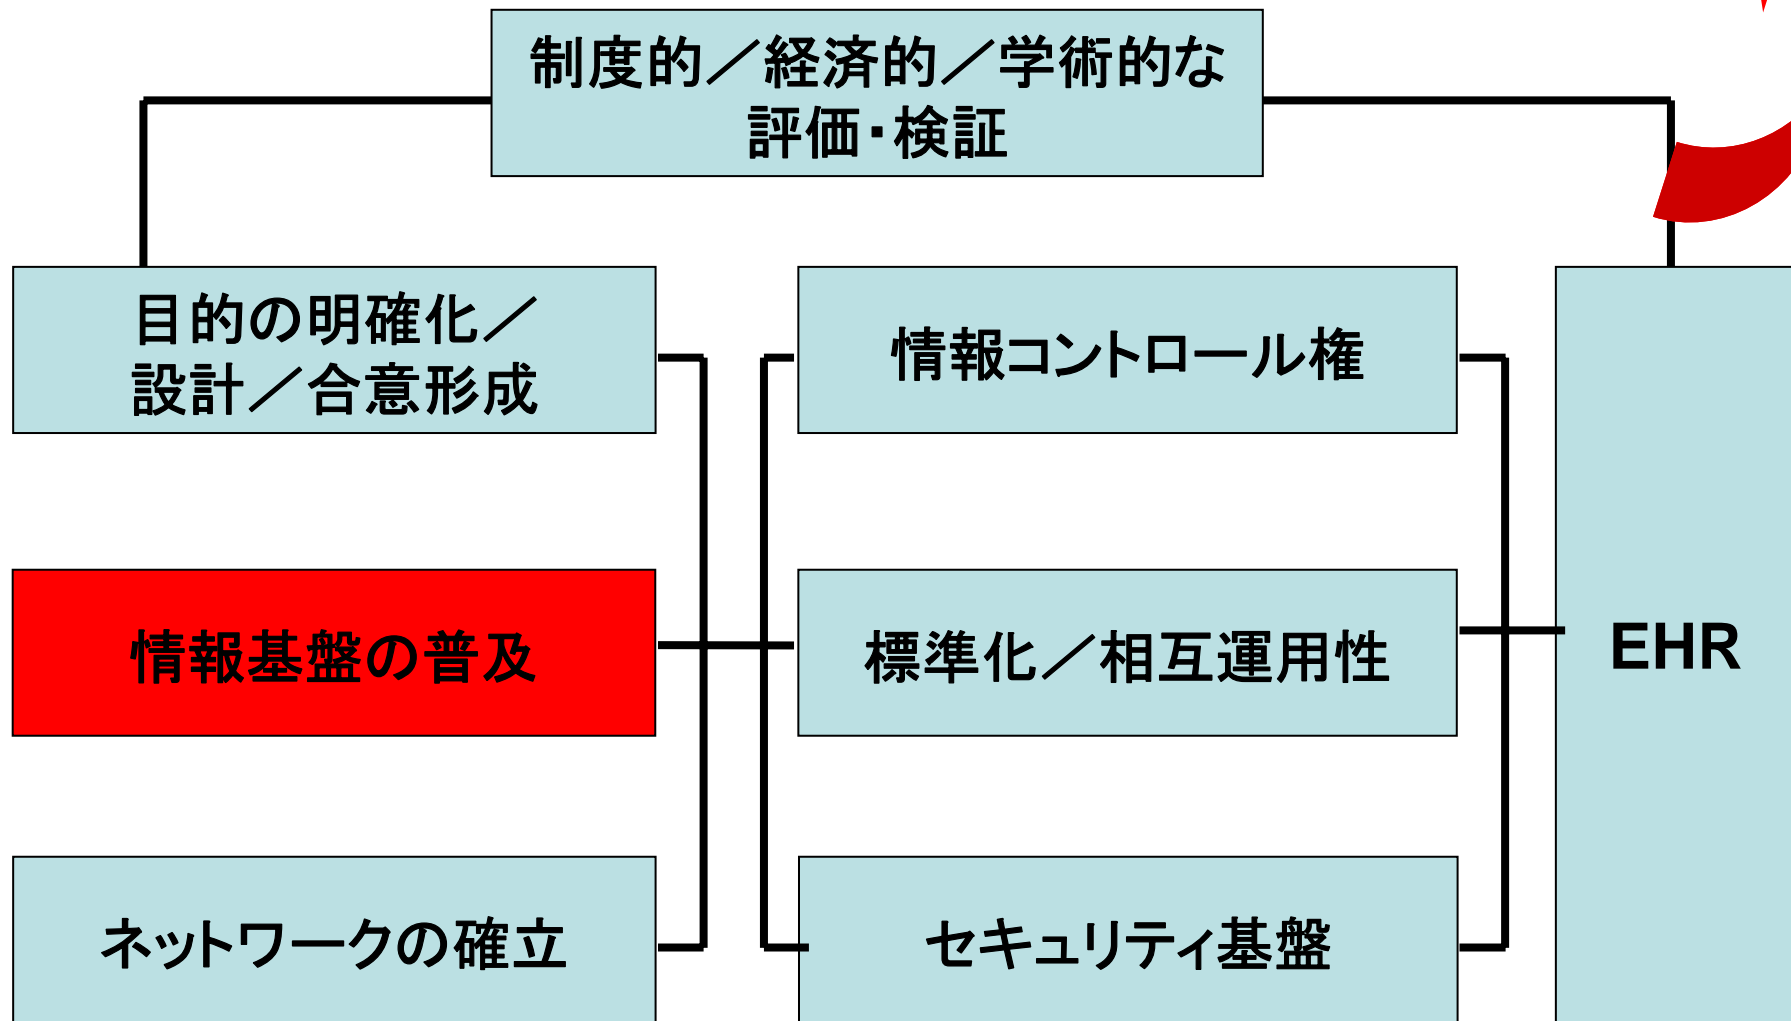 制度的／経済的／学術的な
評価・検証
目的の明確化／
設計／合意形成
情報コントロール権
情報基盤の普及
標準化／相互運用性
EHR
ネットワークの確立
セキュリティ基盤